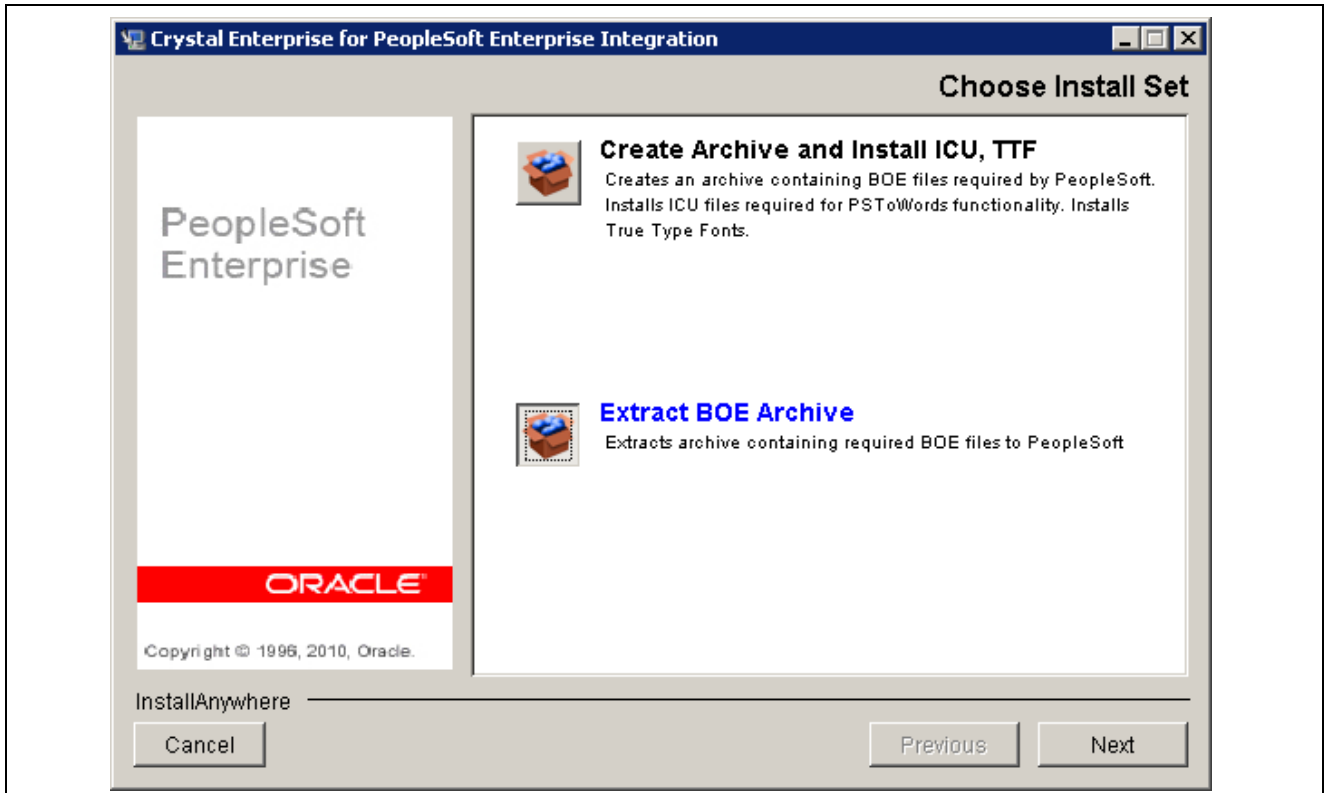 Crystal Enterprise for PeopleSoft Enterprise Integration
Choose Install Set
PeopleSoft
Enterprise
ORACLE
Copyright © 1996, 2010, Oracle.
Create Archive and Install ICU, TTF
Creates an archive containing BOE files required by PeopleSoft.
Installs ICU files required for PSToWords functionality. Installs
True Type Fonts.
Extract BOE Archive
Extracts archive containing required BOE files to PeopleSoft
InstallAnywhere
Cancel
Previous
Next